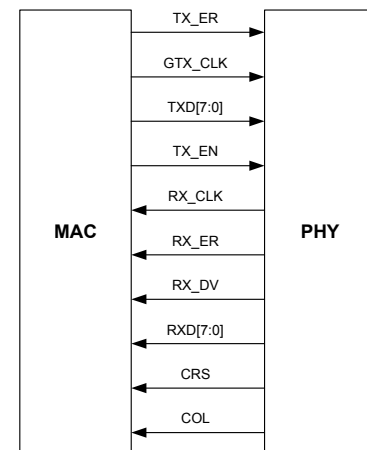 TX_ER
GTX_CLK
TXD[7:0]
TX_EN
RX_CLK
MAC
PHY
RX_ER
RX_DV
RXD[7:0]
CRS
COL